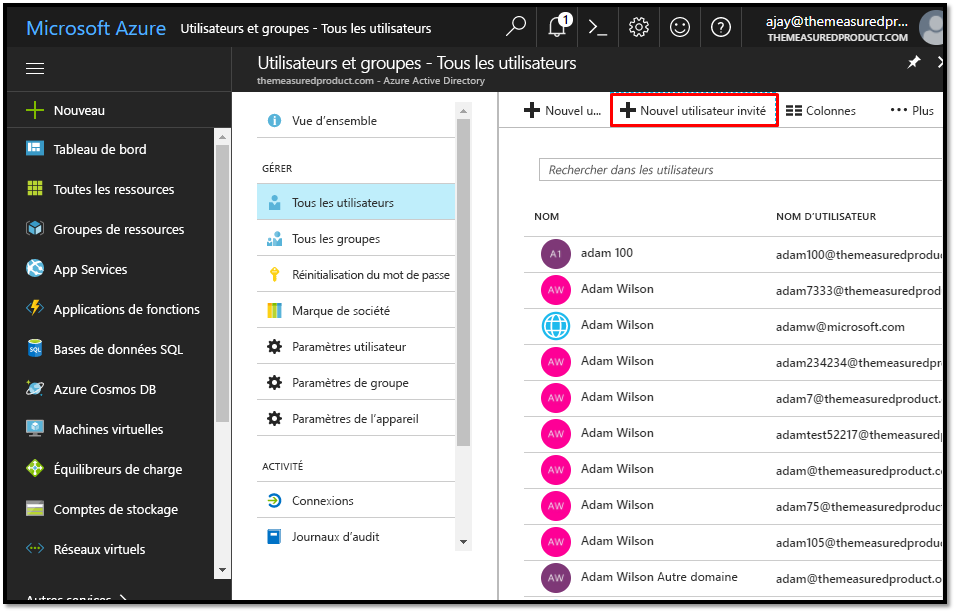 Microsoft Azure Utilisateurs et groupes - Tous les utilisateurs 1 >_ ? ajay@themeasuredpr...
THEMEASUREDPRODUCT.COM
Utilisateurs et groupes - Tous les utilisateurs
themeasuredproduct.com - Azure Active Directory
Nouveau
Tableau de bord
Toutes les ressources
Groupes de ressources
App Services
Applications de fonctions
SQL Bases de données SQL
Azure Cosmos DB
Machines virtuelles
Équilibreurs de charge
Comptes de stockage
Réseaux virtuels
Autres services >
Vue d'ensemble
GÉRER
Tous les utilisateurs
Tous les groupes
Réinitialisation du mot de passe
Marque de société
Paramètres utilisateur
Paramètres de groupe
Paramètres de l'appareil
ACTIVITÉ
Connexions
Journaux d'audit
Nouvel u... Nouvel utilisateur invité Colonnes ••• Plus
Rechercher dans les utilisateurs
NOM NOM D'UTILISATEUR
A1 adam 100 adam100@themeasuredproduc
AW Adam Wilson adam7333@themeasuredprod
Adam Wilson adamw@microsoft.com
AW Adam Wilson adam234234@themeasuredpr
AW Adam Wilson adam7@themeasuredproduct.
AW Adam Wilson adamtest52217@themeasuredp
AW Adam Wilson adam@themeasuredproduct.c
AW Adam Wilson adam75@themeasuredproduct
AW Adam Wilson adam105@themeasuredprodu
AW Adam Wilson Autre domaine adam@themeasuredproduct.o